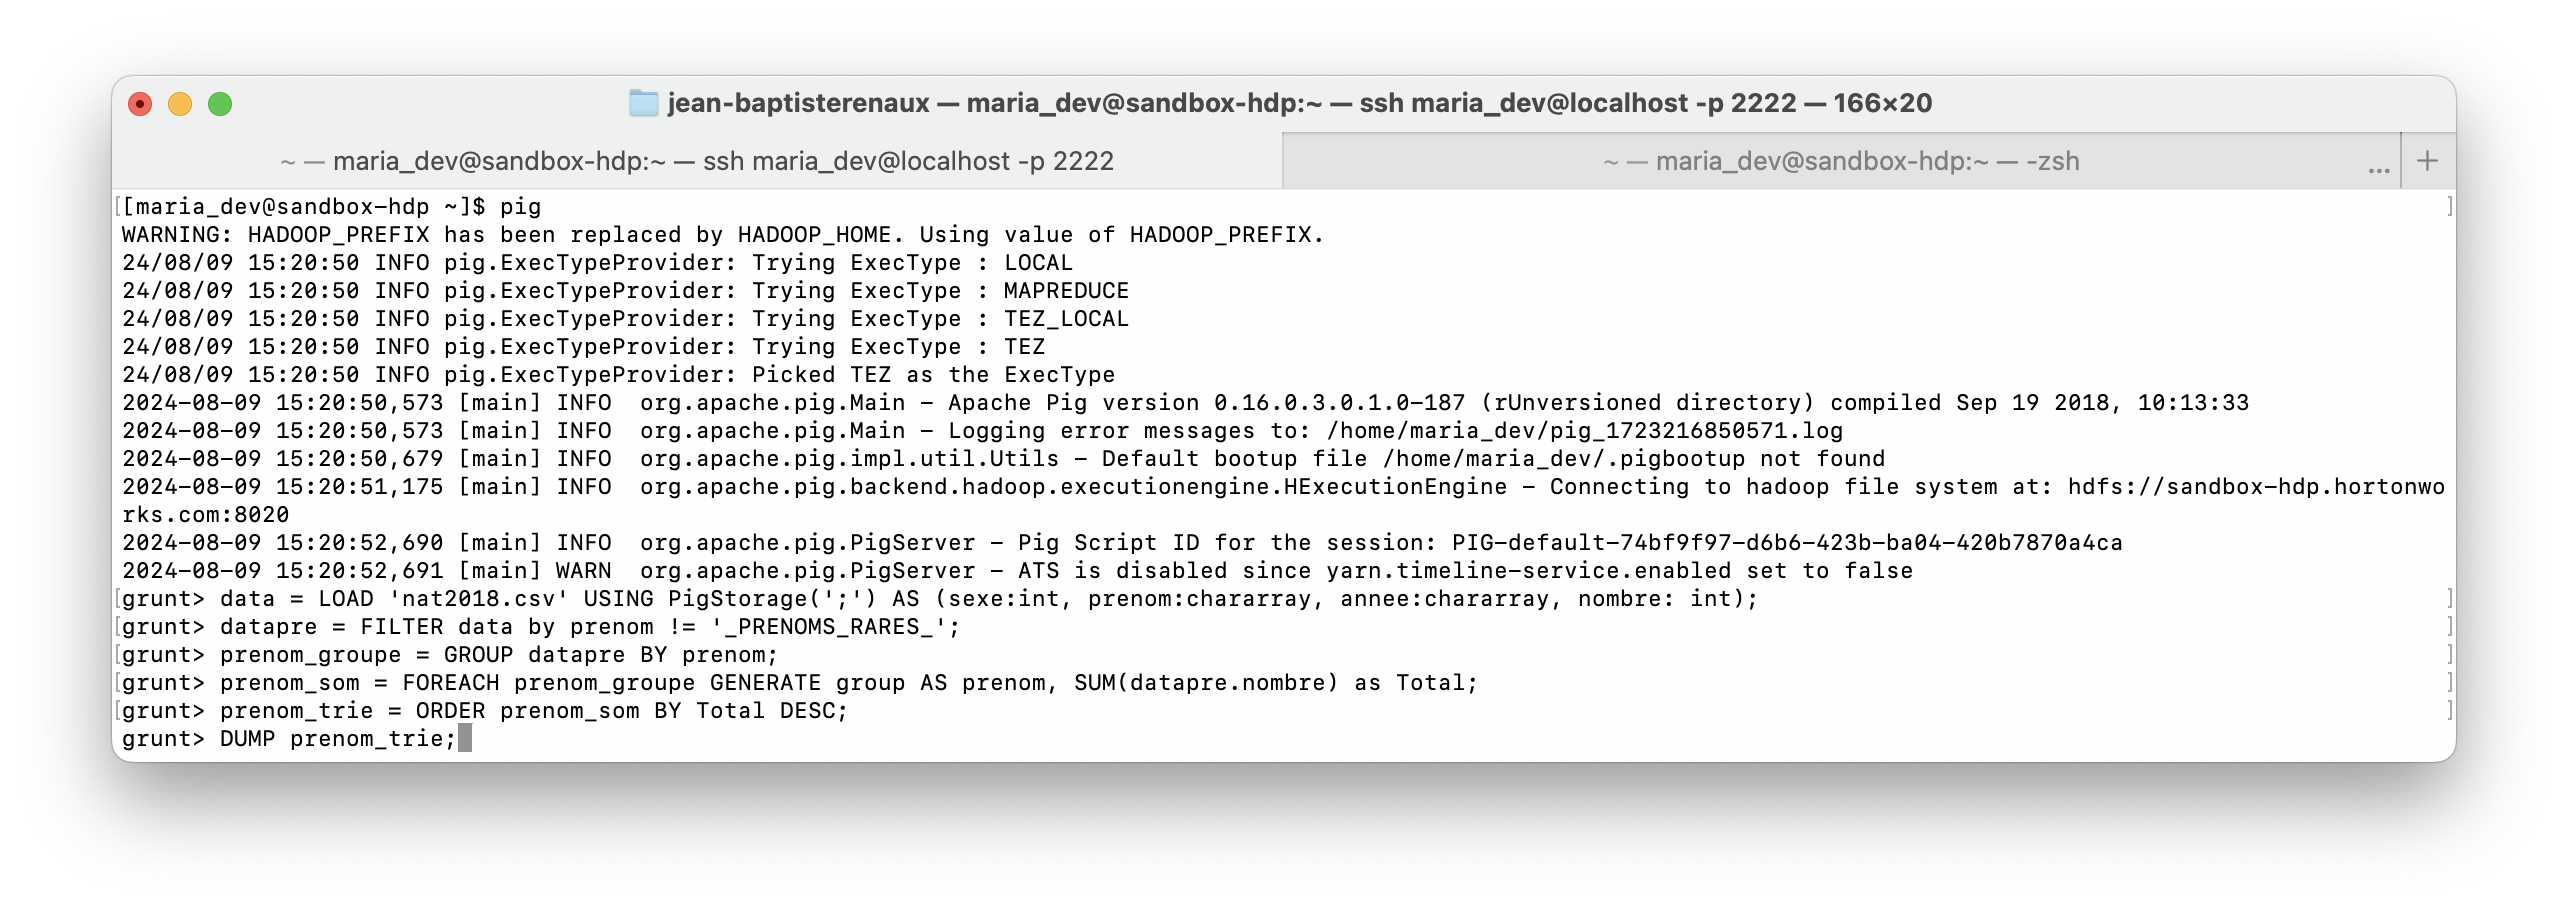 jean-baptisterenaux — maria_dev@sandbox-hdp:~ — ssh maria_dev@localhost -p 2222 — 166×20
~ — maria_dev@sandbox-hdp:~ — ssh maria_dev@localhost -p 2222
~ — maria_dev@sandbox-hdp:~ — -zsh
... +
[[maria_dev@sandbox-hdp ~]$ pig ]
WARNING: HADOOP_PREFIX has been replaced by HADOOP_HOME. Using value of HADOOP_PREFIX.
24/08/09 15:20:50 INFO pig.ExecTypeProvider: Trying ExecType : LOCAL
24/08/09 15:20:50 INFO pig.ExecTypeProvider: Trying ExecType : MAPREDUCE
24/08/09 15:20:50 INFO pig.ExecTypeProvider: Trying ExecType : TEZ_LOCAL
24/08/09 15:20:50 INFO pig.ExecTypeProvider: Trying ExecType : TEZ
24/08/09 15:20:50 INFO pig.ExecTypeProvider: Picked TEZ as the ExecType
2024-08-09 15:20:50,573 [main] INFO  org.apache.pig.Main - Apache Pig version 0.16.0.3.0.1.0-187 (rUnversioned directory) compiled Sep 19 2018, 10:13:33
2024-08-09 15:20:50,573 [main] INFO  org.apache.pig.Main - Logging error messages to: /home/maria_dev/pig_1723216850571.log
2024-08-09 15:20:50,679 [main] INFO  org.apache.pig.impl.util.Utils - Default bootup file /home/maria_dev/.pigbootup not found
2024-08-09 15:20:51,175 [main] INFO  org.apache.pig.backend.hadoop.executionengine.HExecutionEngine - Connecting to hadoop file system at: hdfs://sandbox-hdp.hortonwo
rks.com:8020
2024-08-09 15:20:52,690 [main] INFO  org.apache.pig.PigServer - Pig Script ID for the session: PIG-default-74bf9f97-d6b6-423b-ba04-420b7870a4ca
2024-08-09 15:20:52,691 [main] WARN  org.apache.pig.PigServer - ATS is disabled since yarn.timeline-service.enabled set to false
[grunt> data = LOAD 'nat2018.csv' USING PigStorage(';') AS (sexe:int, prenom:chararray, annee:chararray, nombre: int); ]
[grunt> datapre = FILTER data by prenom != '_PRENOMS_RARES_'; ]
[grunt> prenom_groupe = GROUP datapre BY prenom; ]
[grunt> prenom_som = FOREACH prenom_groupe GENERATE group AS prenom, SUM(datapre.nombre) as Total; ]
[grunt> prenom_trie = ORDER prenom_som BY Total DESC; ]
grunt> DUMP prenom_trie;